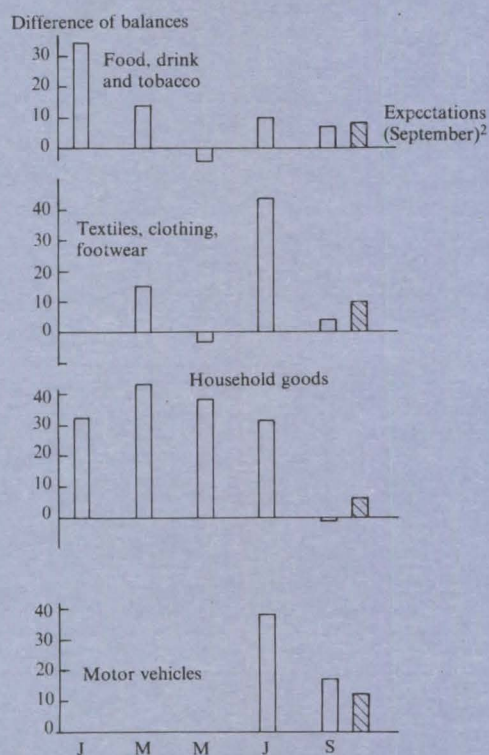 Difference of balances
30
20
10
0
Food, drink
and tobacco
Expectations
(September)2
40
30
20
10
0
Textiles, clothing,
footwear
Household goods
40
30
20
10
0
40
30
20
10
0
Motor vehicles
J M M J S